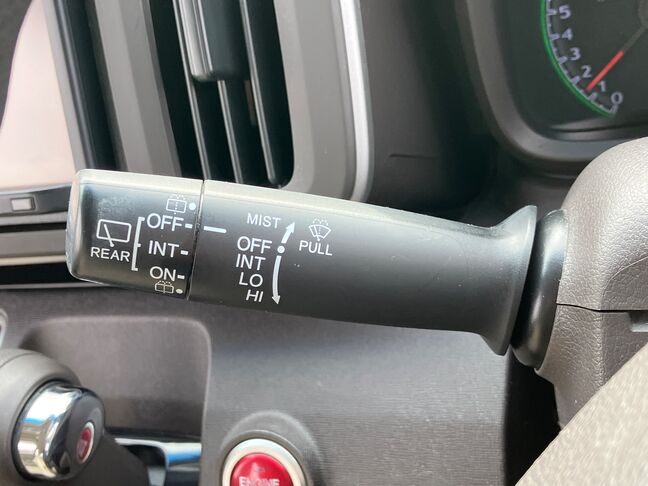 5
4
3
2
1
0
REAR
OFF
INT
ON
MIST
OFF
INT
LO
HI
PULL
ENGINE